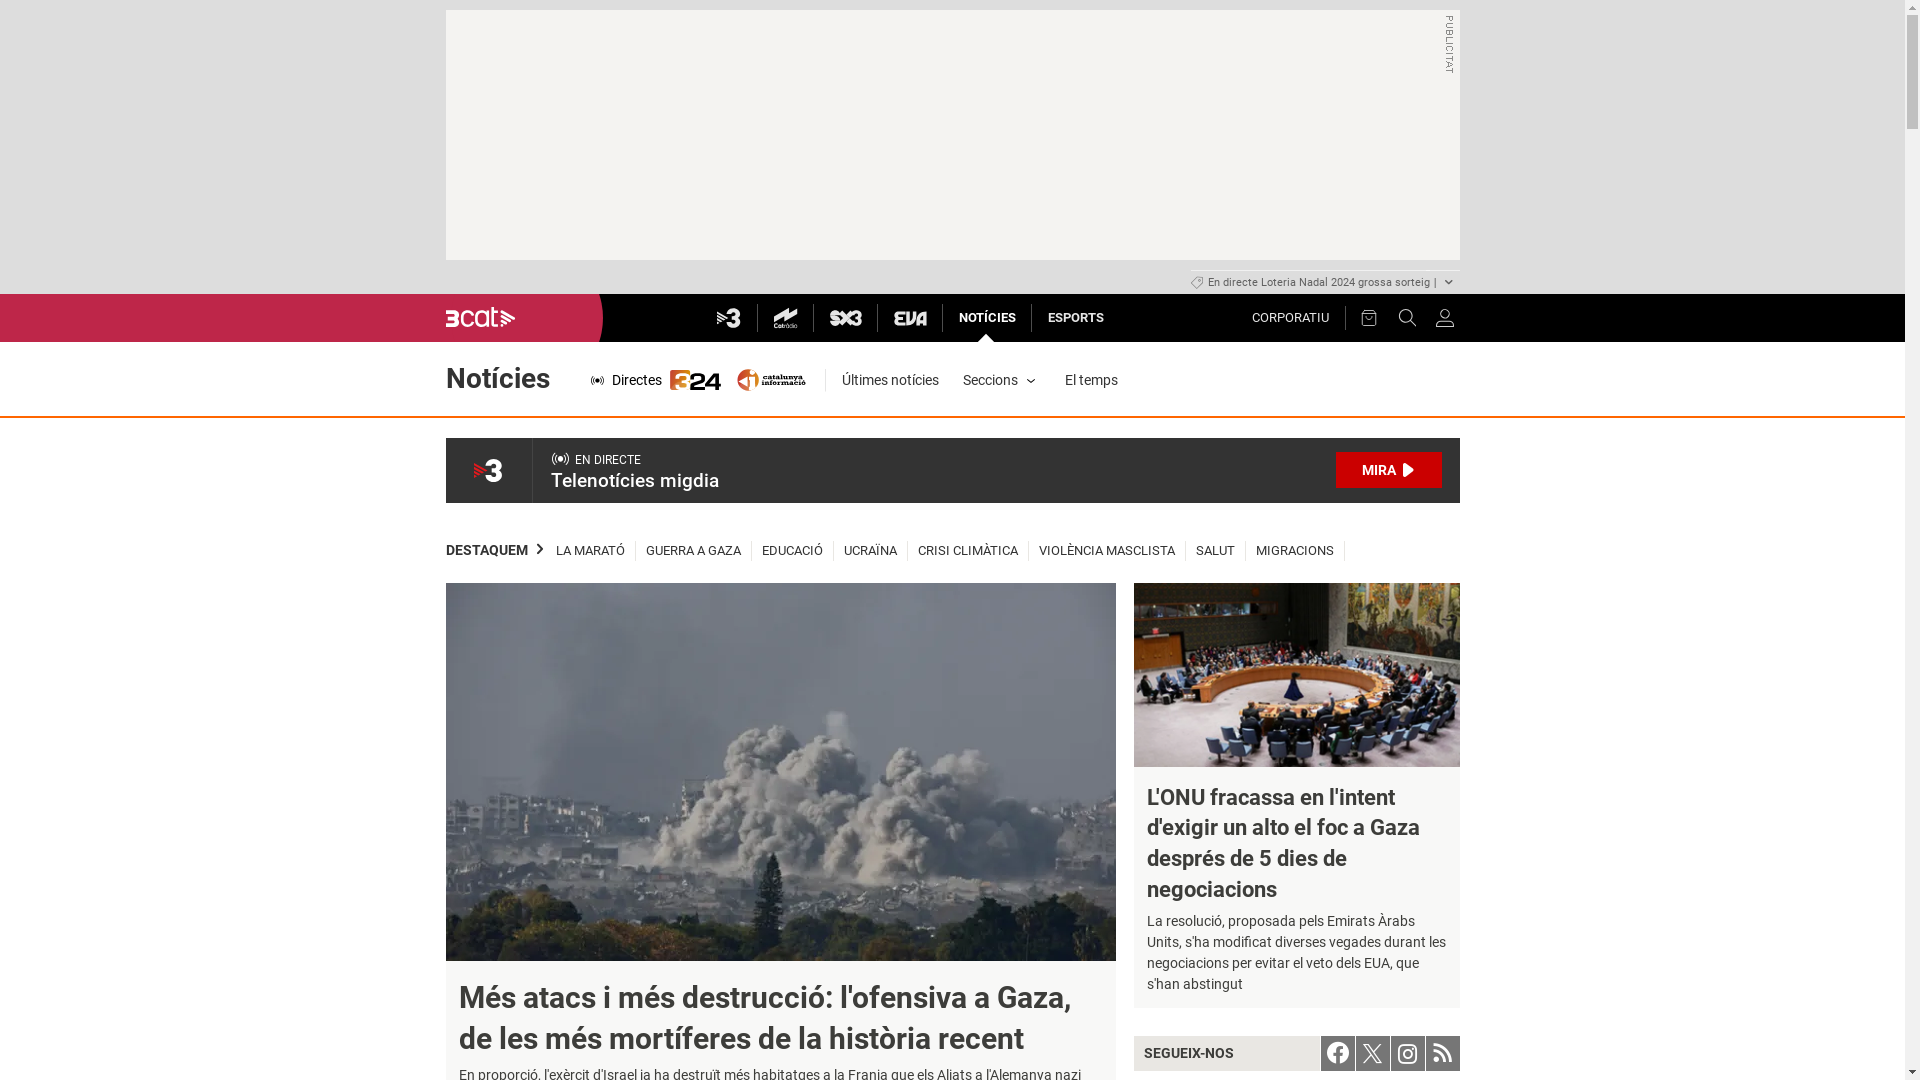 PUBLICITAT
En directe Loteria Nadal 2024 grossa sorteig |
3cat
3
Catràdio
SX3
EVA
NOTÍCIES
ESPORTS
CORPORATIU
Notícies
Directes
324
catalunya
informació
Últimes notícies
Seccions
El temps
3
EN DIRECTE
Telenotícies migdia
MIRA
DESTAQUEM
LA MARATÓ
GUERRA A GAZA
EDUCACIÓ
UCRAÏNA
CRISI CLIMÀTICA
VIOLÈNCIA MASCLISTA
SALUT
MIGRACIONS
Més atacs i més destrucció: l'ofensiva a Gaza,
de les més mortíferes de la història recent
En proporció, l'exèrcit d'Israel ja ha destruït més habitatges a la Franja que els Aliats a l'Alemanya nazi
L'ONU fracassa en l'intent
d'exigir un alto el foc a Gaza
després de 5 dies de
negociacions
La resolució, proposada pels Emirats Àrabs
Units, s'ha modificat diverses vegades durant les
negociacions per evitar el veto dels EUA, que
s'han abstingut
SEGUEIX-NOS